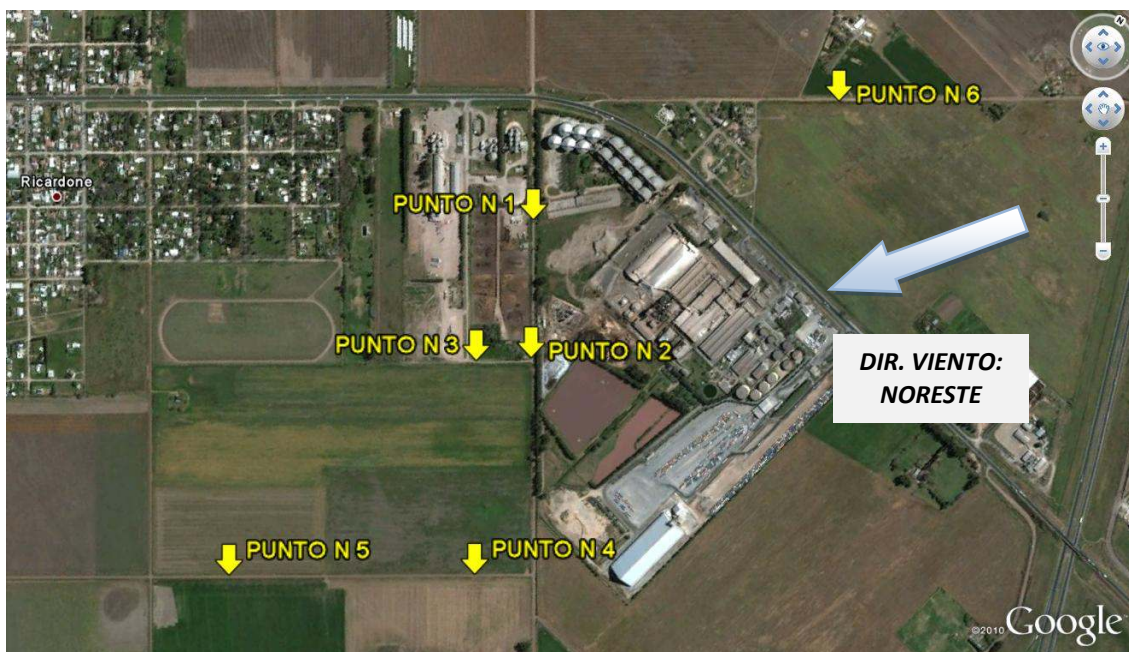 N
PUNTO N 6
Ricardone
PUNTO N 1
PUNTO N 3
PUNTO N 2
DIR. VIENTO:
NORESTE
PUNTO N 5
PUNTO N 4
©2010 Google